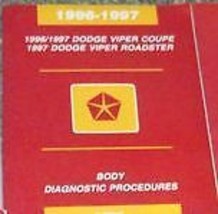 1996-1997
1996/1997 DODGE VIPER COUPE
1997 DODGE VIPER ROADSTER
BODY
DIAGNOSTIC PROCEDURES